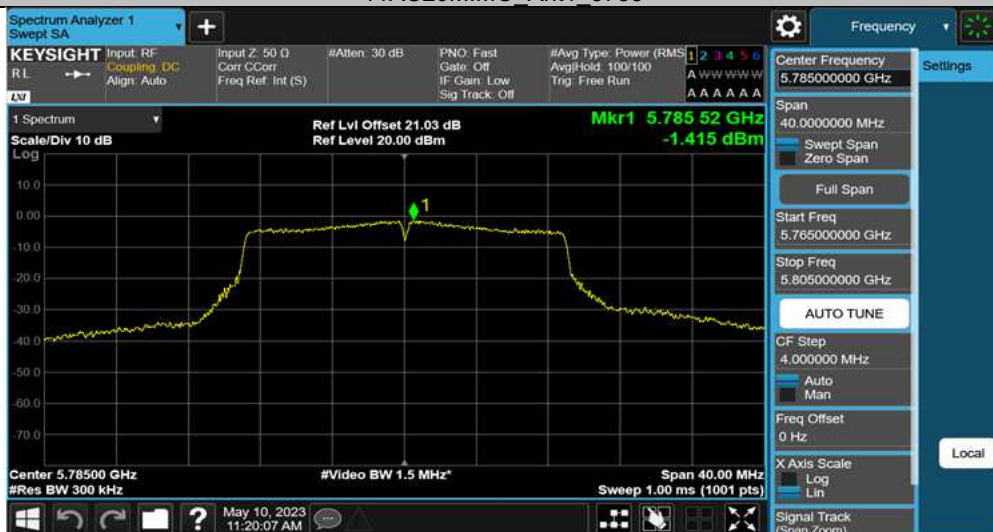 Spectrum Analyzer 1
Swept SA
+
Frequency
KEYSIGHT
RL
LXI
Input: RF
Coupling: DC
Align: Auto
Input Z: 50 Ω
Corr CCorr
Freq Ref: Int (S)
#Atten: 30 dB
PNO: Fast
Gate: Off
IF Gain: Low
Sig Track: Off
#Avg Type: Power (RMS
Avg|Hold: 100/100
Trig: Free Run
1 2 3 4 5 6
A W W W W W
A A A A A A
1 Spectrum
Scale/Div 10 dB
Log
Ref Lvl Offset 21.03 dB
Ref Level 20.00 dBm
Mkr1 5.785 52 GHz
-1.415 dBm
1
10.0
0.00
-10.0
-20.0
-30.0
-40.0
-50.0
-60.0
-70.0
Center 5.78500 GHz
#Res BW 300 kHz
#Video BW 1.5 MHz*
Span 40.00 MHz
Sweep 1.00 ms (1001 pts)
May 10, 2023
11:20:07 AM
?
Center Frequency
5.785000000 GHz
Span
40.0000000 MHz
Swept Span
Zero Span
Full Span
Start Freq
5.765000000 GHz
Stop Freq
5.805000000 GHz
AUTO TUNE
CF Step
4.000000 MHz
Auto
Man
Freq Offset
0 Hz
X Axis Scale
Log
Lin
Signal Track
(Span Zoom)
Settings
Local